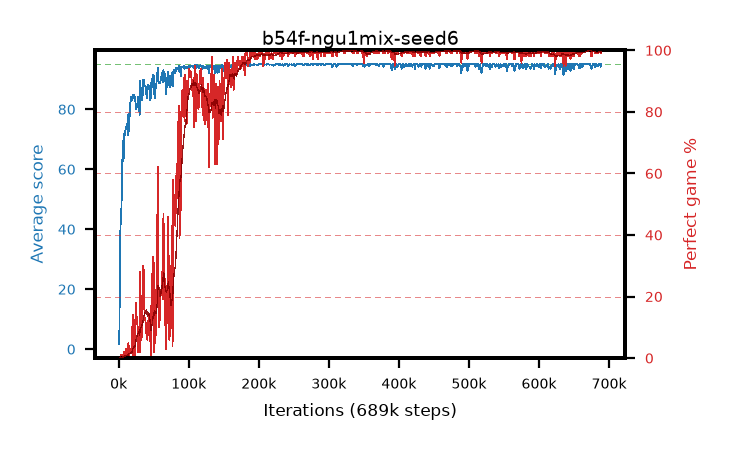 b54f-ngu1mix-seed6
Average score
Perfect game %
100
80
60
40
20
0
80
60
40
20
0
0k 100k 200k 300k 400k 500k 600k 700k
Iterations (689k steps)